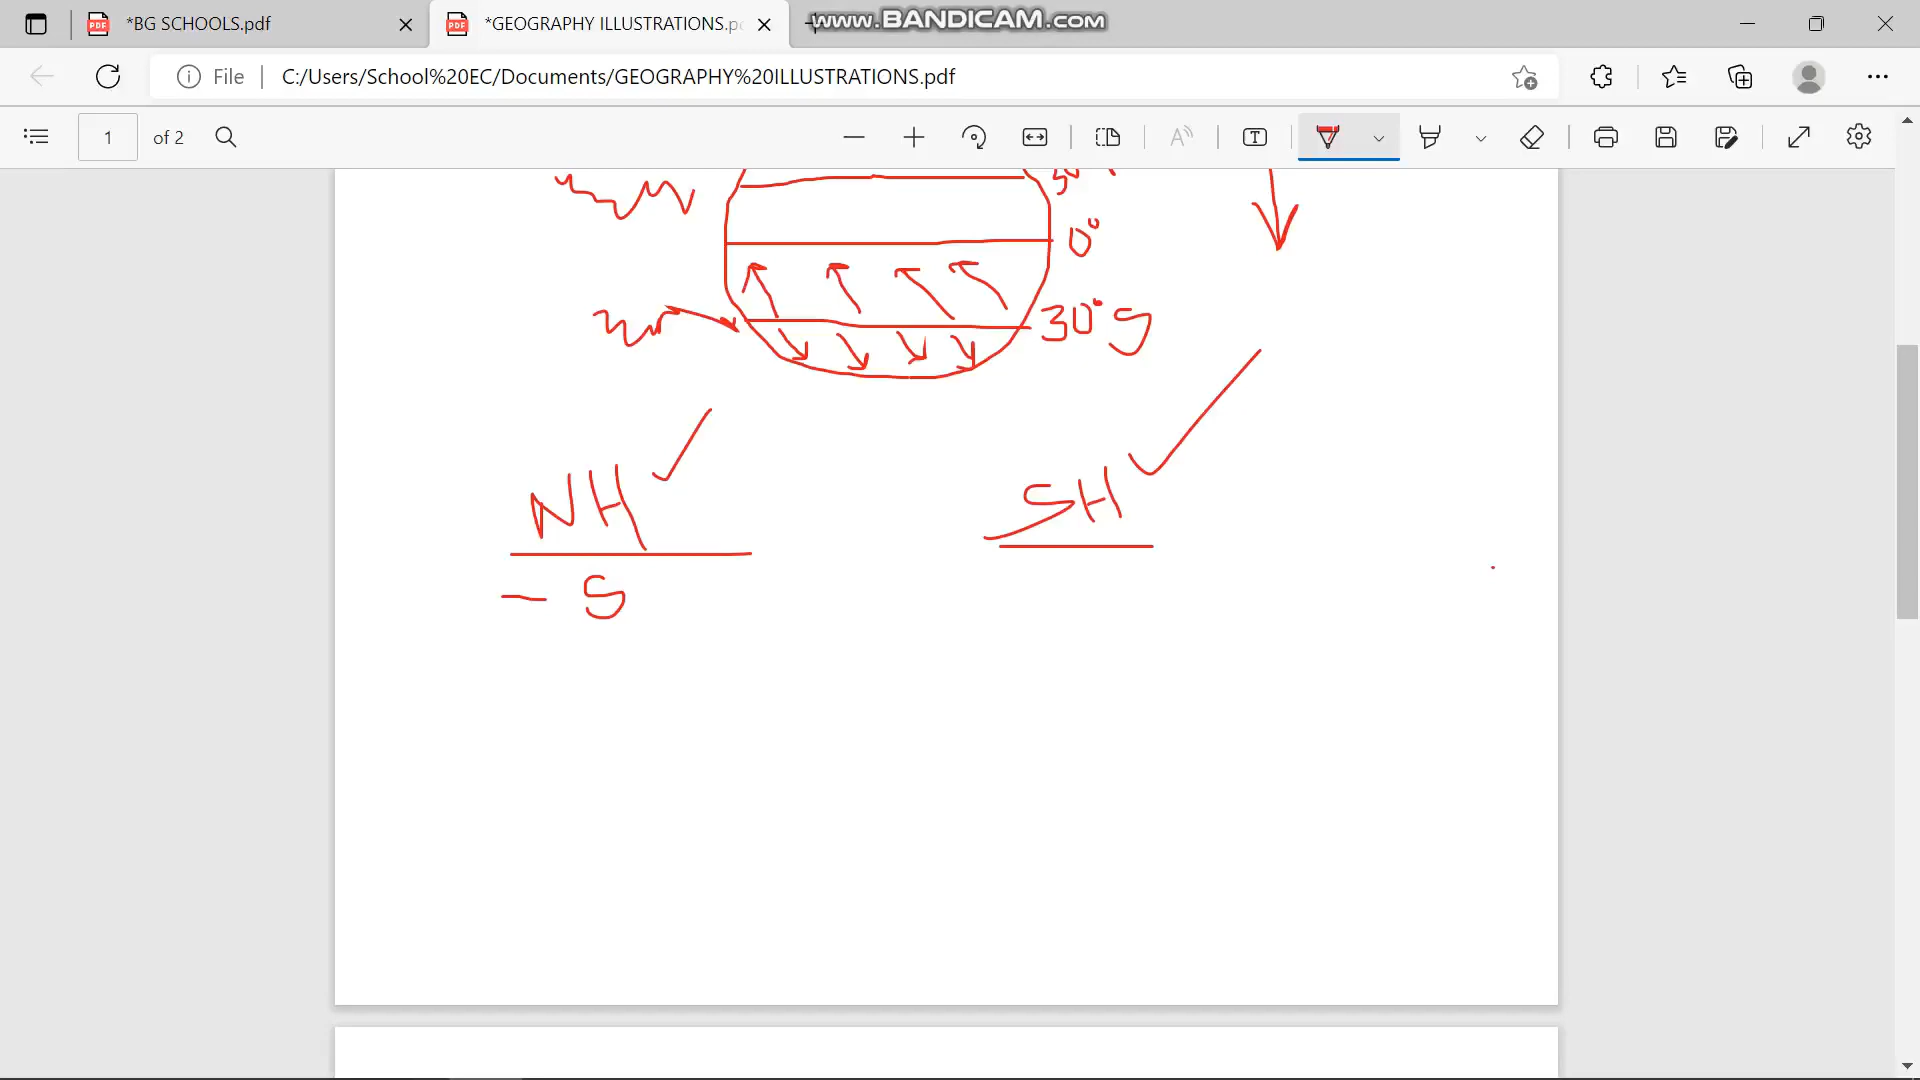 *BG SCHOOLS.pdf
*GEOGRAPHY ILLUSTRATIONS.p
www.BANDICAM.com
File
C:/Users/School%20EC/Documents/GEOGRAPHY%20ILLUSTRATIONS.pdf
1 of 2
0°
30° S
NH
SH
- S